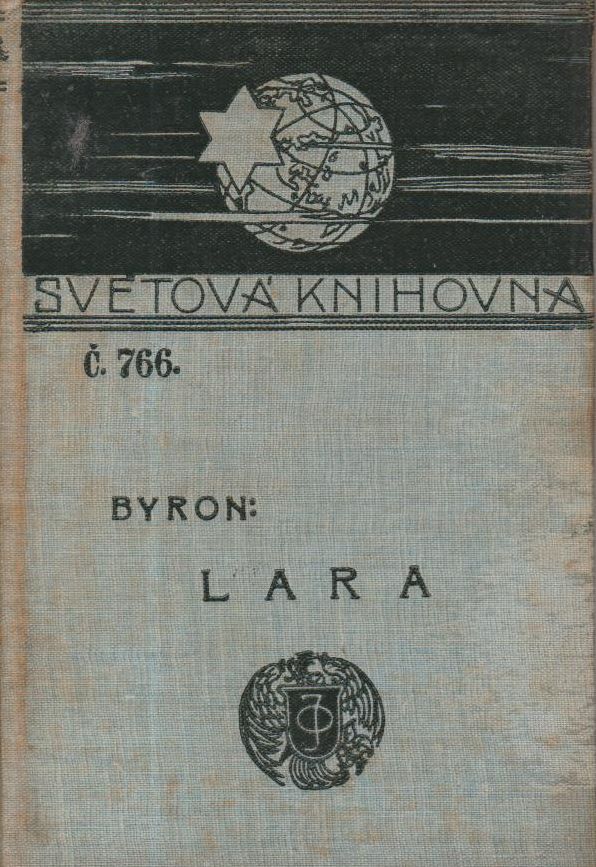 SVĚTOVÁ KNIHOVNA
Č. 766.
BYRON:
LARA